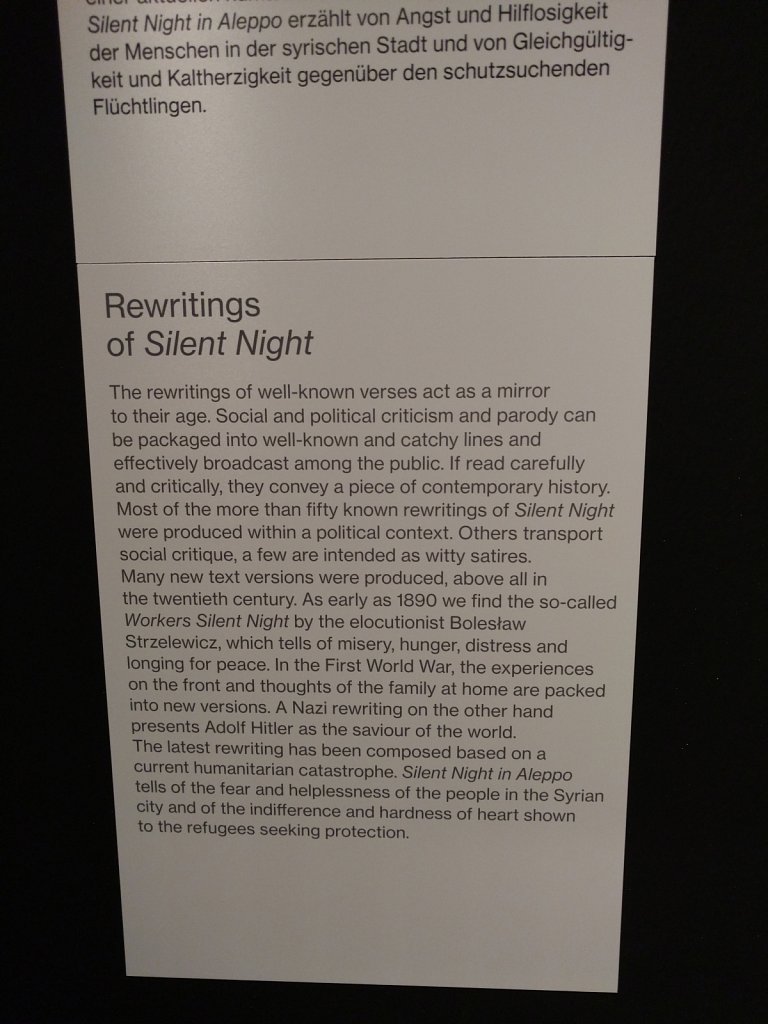 einer aktuellen
Silent Night in Aleppo erzählt von Angst und Hilflosigkeit
der Menschen in der syrischen Stadt und von Gleichgültig-
keit und Kaltherzigkeit gegenüber den schutzsuchenden
Flüchtlingen.
Rewritings
of Silent Night
The rewritings of well-known verses act as a mirror
to their age. Social and political criticism and parody can
be packaged into well-known and catchy lines and
effectively broadcast among the public. If read carefully
and critically, they convey a piece of contemporary history.
Most of the more than fifty known rewritings of Silent Night
were produced within a political context. Others transport
social critique, a few are intended as witty satires.
Many new text versions were produced, above all in
the twentieth century. As early as 1890 we find the so-called
Workers Silent Night by the elocutionist Bolesław
Strzelewicz, which tells of misery, hunger, distress and
longing for peace. In the First World War, the experiences
on the front and thoughts of the family at home are packed
into new versions. A Nazi rewriting on the other hand
presents Adolf Hitler as the saviour of the world.
The latest rewriting has been composed based on a
current humanitarian catastrophe. Silent Night in Aleppo
tells of the fear and helplessness of the people in the Syrian
city and of the indifference and hardness of heart shown
to the refugees seeking protection.